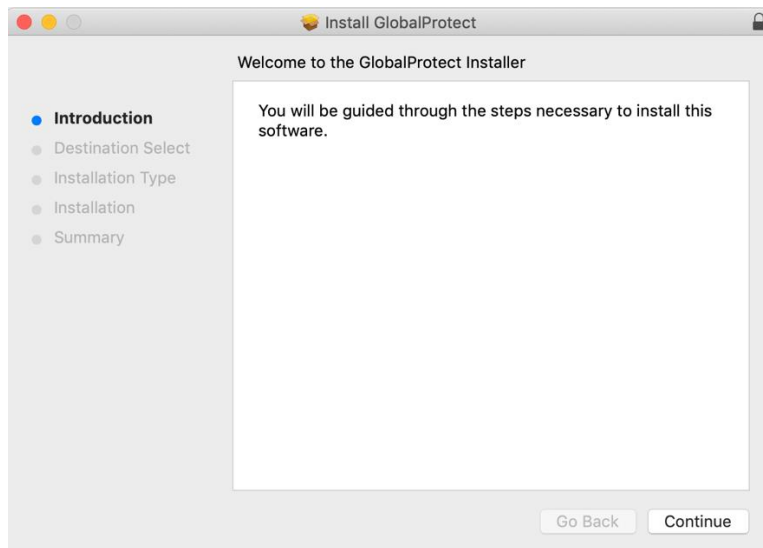 Install GlobalProtect
Welcome to the GlobalProtect Installer
Introduction
Destination Select
Installation Type
Installation
Summary
You will be guided through the steps necessary to install this
software.
Go Back
Continue